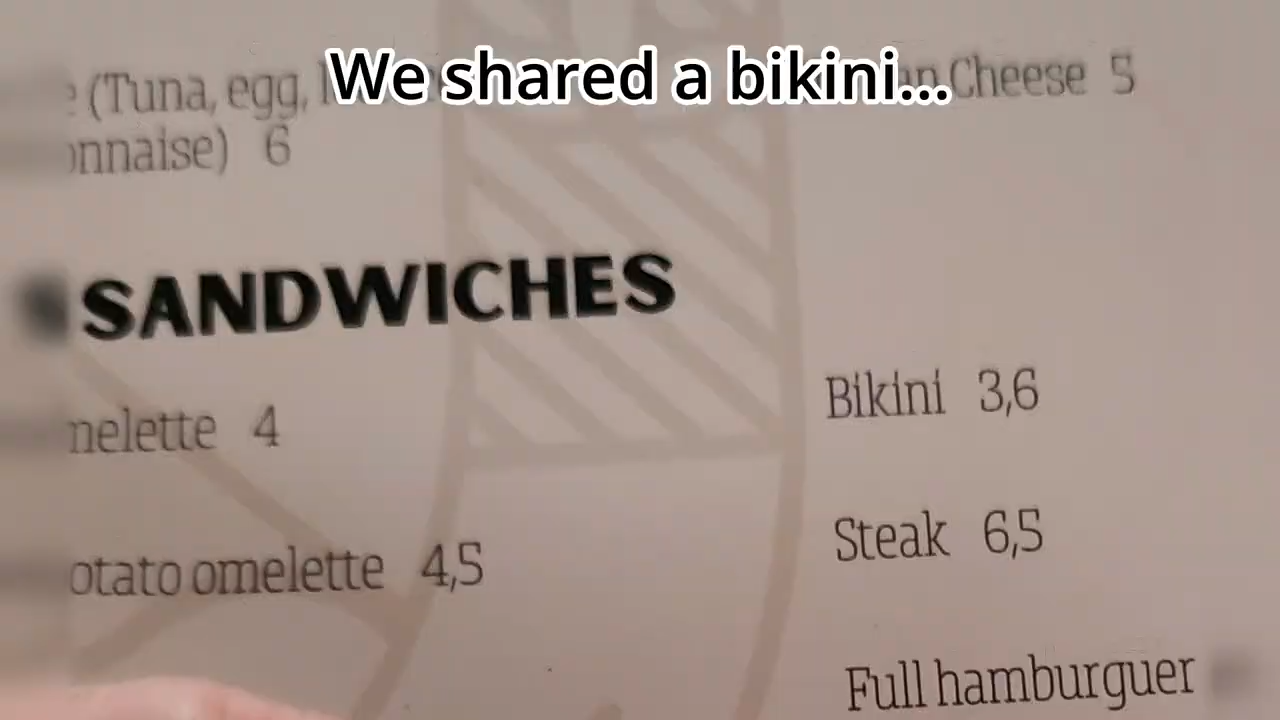 We shared a bikini...
(Tuna, egg,
Cheese 5
onnaise) 6
SANDWICHES
Bikini 3,6
nelette 4
Steak 6,5
otato omelette 4,5
Full hamburguer